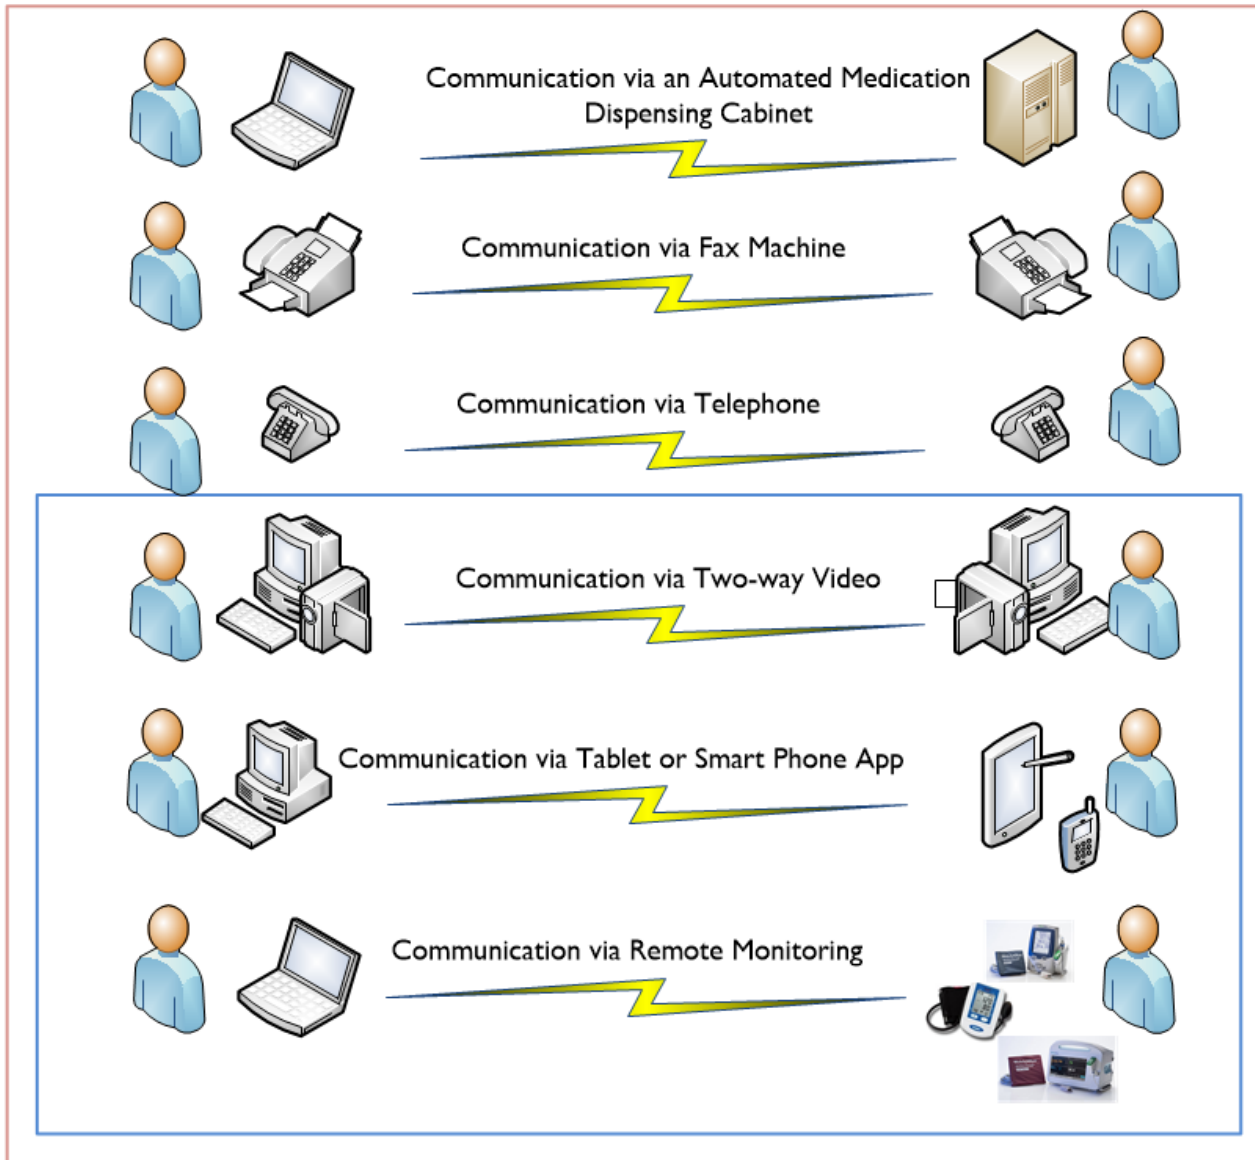 Communication via an Automated Medication
Dispensing Cabinet
Communication via Fax Machine
Communication via Telephone
Communication via Two-way Video
Communication via Tablet or Smart Phone App
Communication via Remote Monitoring